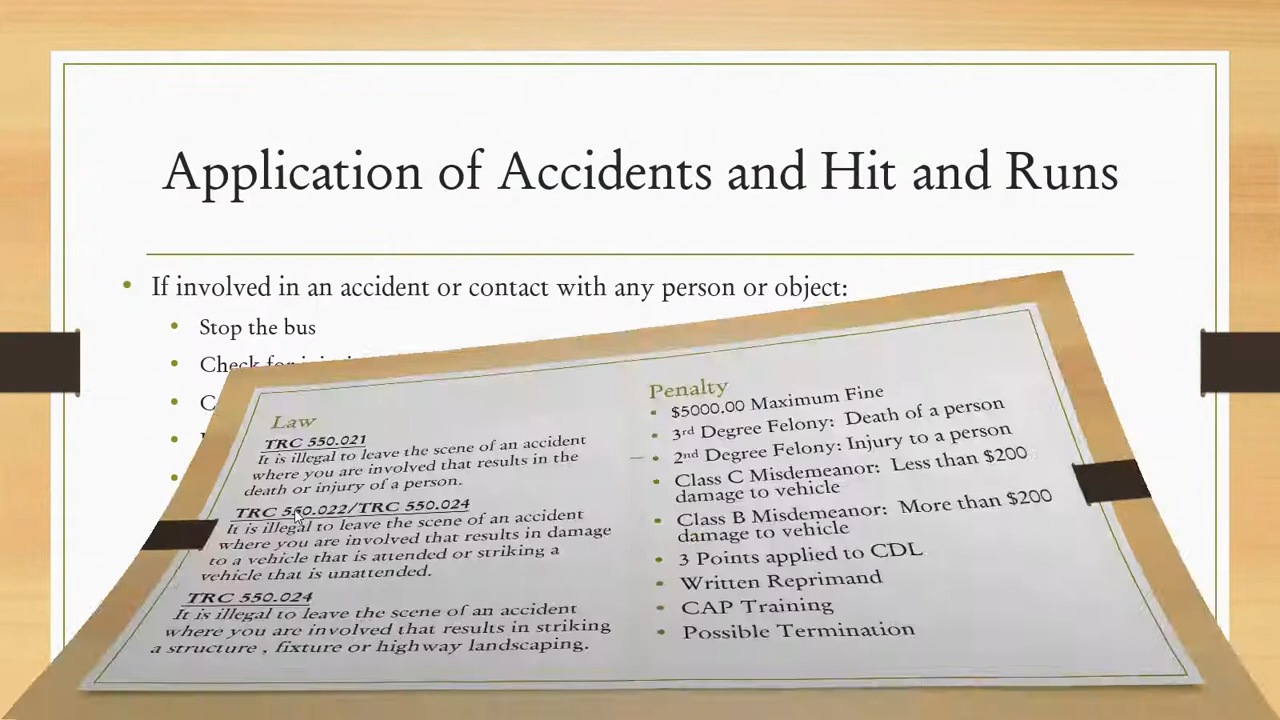 Application of Accidents and Hit and Runs
If involved in an accident or contact with any person or object:
Stop the bus
Check for
Law
TRC 550.021
It is illegal to leave the scene of an accident
where you are involved that results in the
death or injury of a person.
TRC 550.022/TRC 550.024
It is illegal to leave the scene of an accident
where you are involved that results in damage
to a vehicle that is attended or striking a
vehicle that is unattended.
TRC 550.024
It is illegal to leave the scene of an accident
where you are involved that results in striking
a structure , fixture or highway landscaping.
Penalty
$5000.00 Maximum Fine
3rd Degree Felony: Death of a person
2nd Degree Felony: Injury to a person
Class C Misdemeanor: Less than $200
damage to vehicle
Class B Misdemeanor: More than $200
damage to vehicle
3 Points applied to CDL
Written Reprimand
CAP Training
Possible Termination